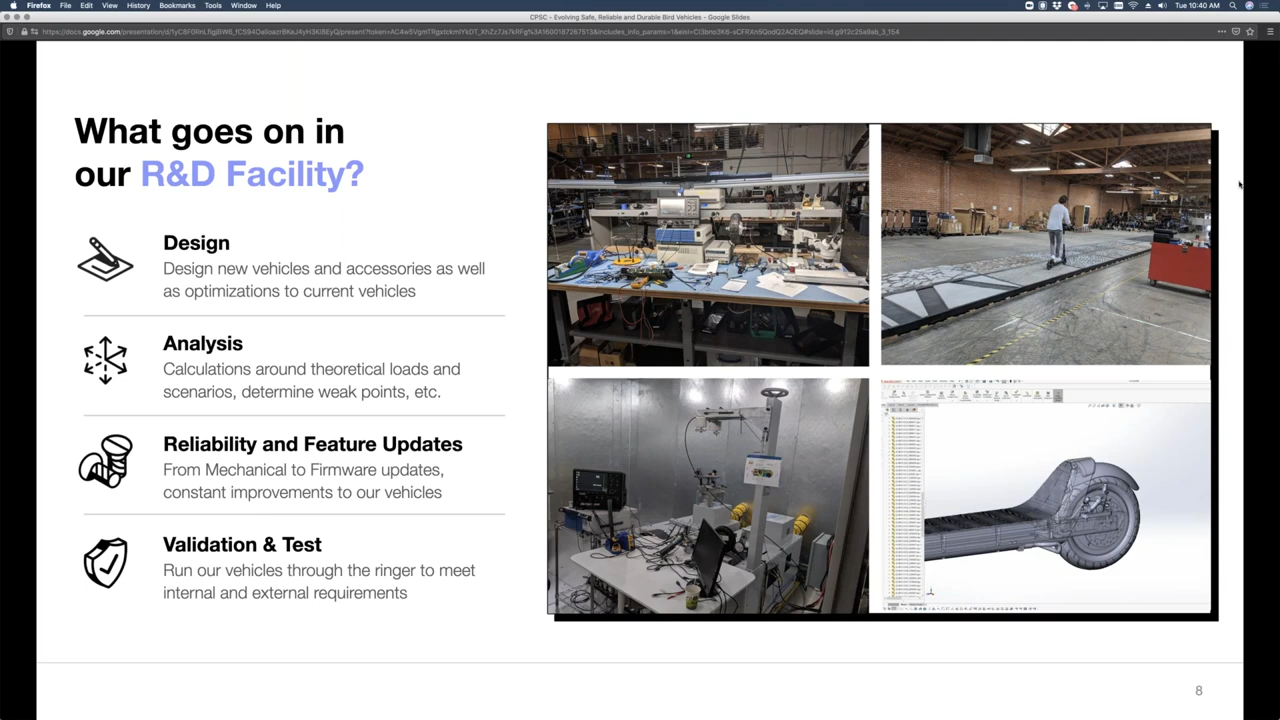 Firefox File Edit View History Bookmarks Tools Window Help
Tue 10:40 AM
CPSC - Evolving Safe, Reliable and Durable Bird Vehicles - Google Slides
What goes on in
our R&D Facility?
Design
Design new vehicles and accessories as well
as optimizations to current vehicles
Analysis
Calculations around theoretical loads and
scenarios, determine weak points, etc.
Reliability and Feature Updates
From Mechanical to Firmware updates,
constant improvements to our vehicles
Validation & Test
Run our vehicles through the ringer to meet
internal and external requirements
8